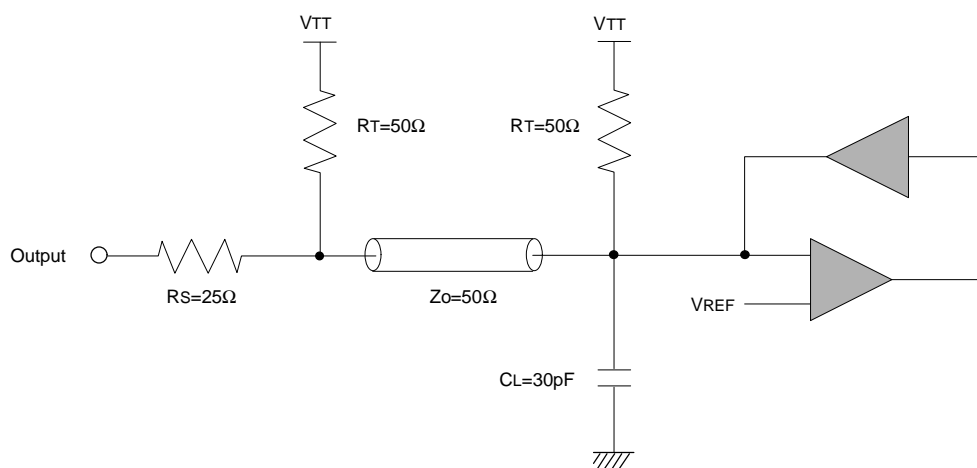 VTT
VTT
RT=50Ω
RT=50Ω
Output
RS=25Ω
Zo=50Ω
VREF
CL=30pF